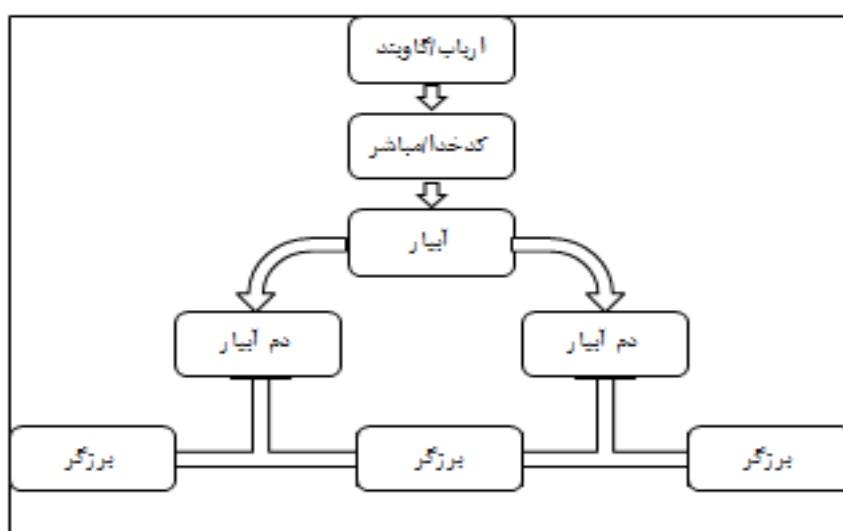 ارباب/گاوبند
کدخدا/مباشر
آبیار
دم آبیار
دم آبیار
برزگر
برزگر
برزگر